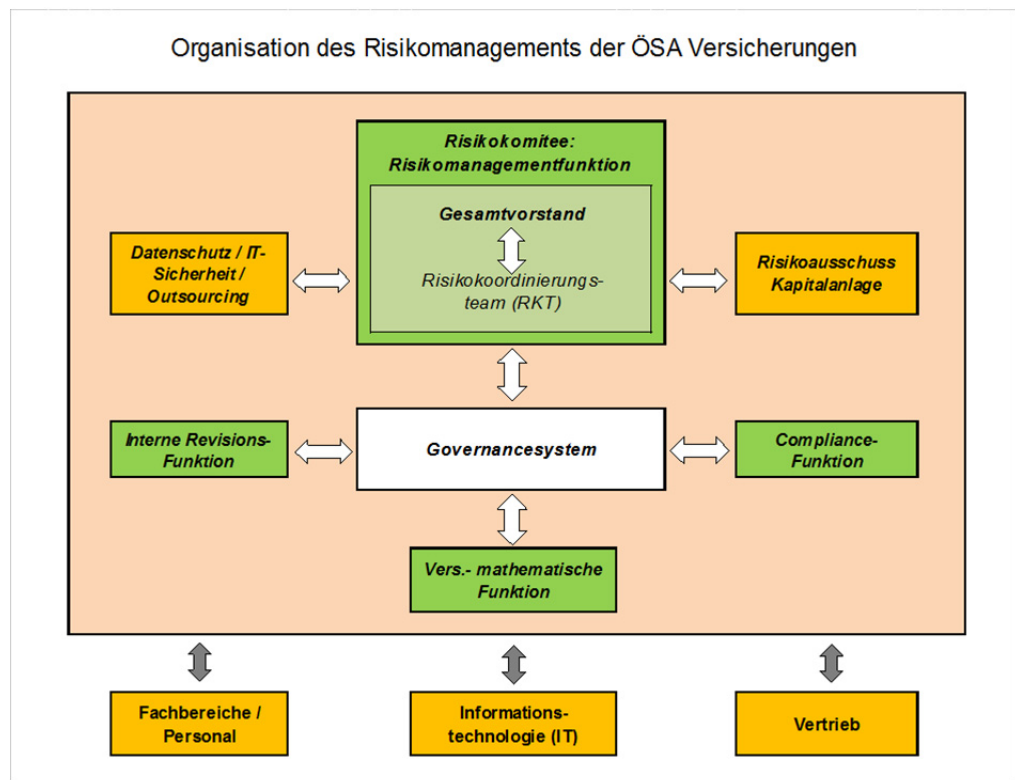 Organisation des Risikomanagements der ÖSA Versicherungen
Risikokomitee:
Risikomanagementfunktion
Gesamtvorstand
Risikokoordinierungs-
team (RKT)
Datenschutz / IT-
Sicherheit /
Outsourcing
Risikoausschuss
Kapitalanlage
Interne Revisions-
Funktion
Governancesystem
Compliance-
Funktion
Vers.- mathematische
Funktion
Fachbereiche /
Personal
Informations-
technologie (IT)
Vertrieb